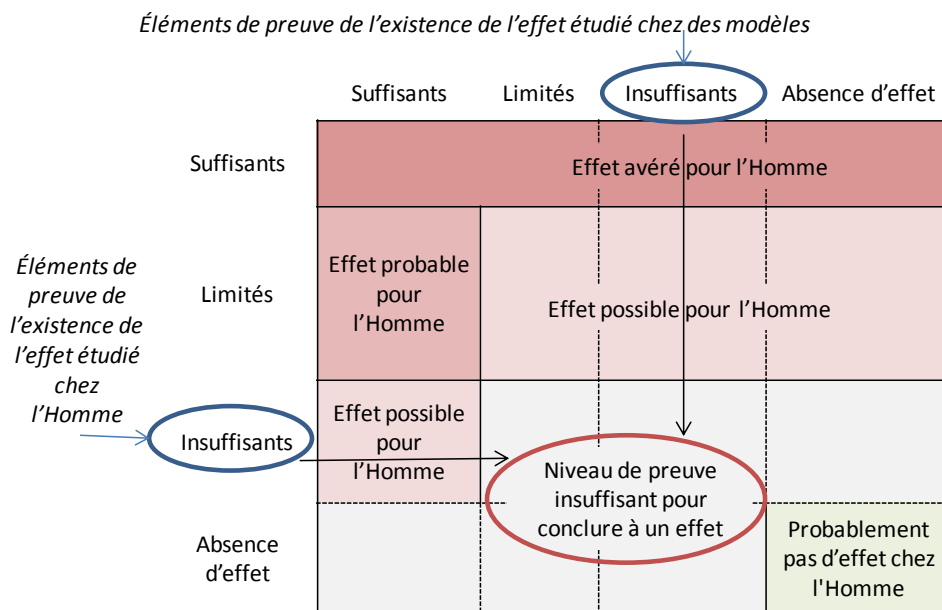 Éléments de preuve de l’existence de l’effet étudié chez des modèles
Suffisants
Limités
Insuffisants
Absence d’effet
Suffisants
Effet avéré pour l’Homme
Éléments de
preuve de
l’existence de
l’effet étudié
chez
l’Homme
Limités
Effet probable
pour
l’Homme
Effet possible pour l’Homme
Insuffisants
Effet possible
pour
l’Homme
Niveau de preuve
insuffisant pour
conclure à un effet
Absence
d’effet
Probablement
pas d’effet chez
l'Homme